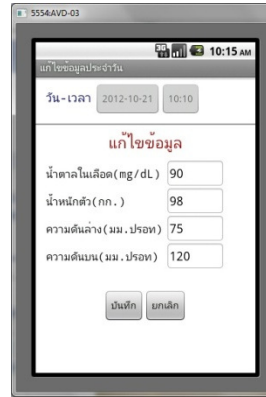 5554:AVD-03
3G 10:15 AM
แก้ไขข้อมูลประจำวัน
วัน-เวลา 2012-10-21 10:10
แก้ไขข้อมูล
น้ำตาลในเลือด(mg/dL) 90
น้ำหนักตัว(กก.) 98
ความดันล่าง(มม.ปรอท) 75
ความดันบน(มม.ปรอท) 120
บันทึก ยกเลิก